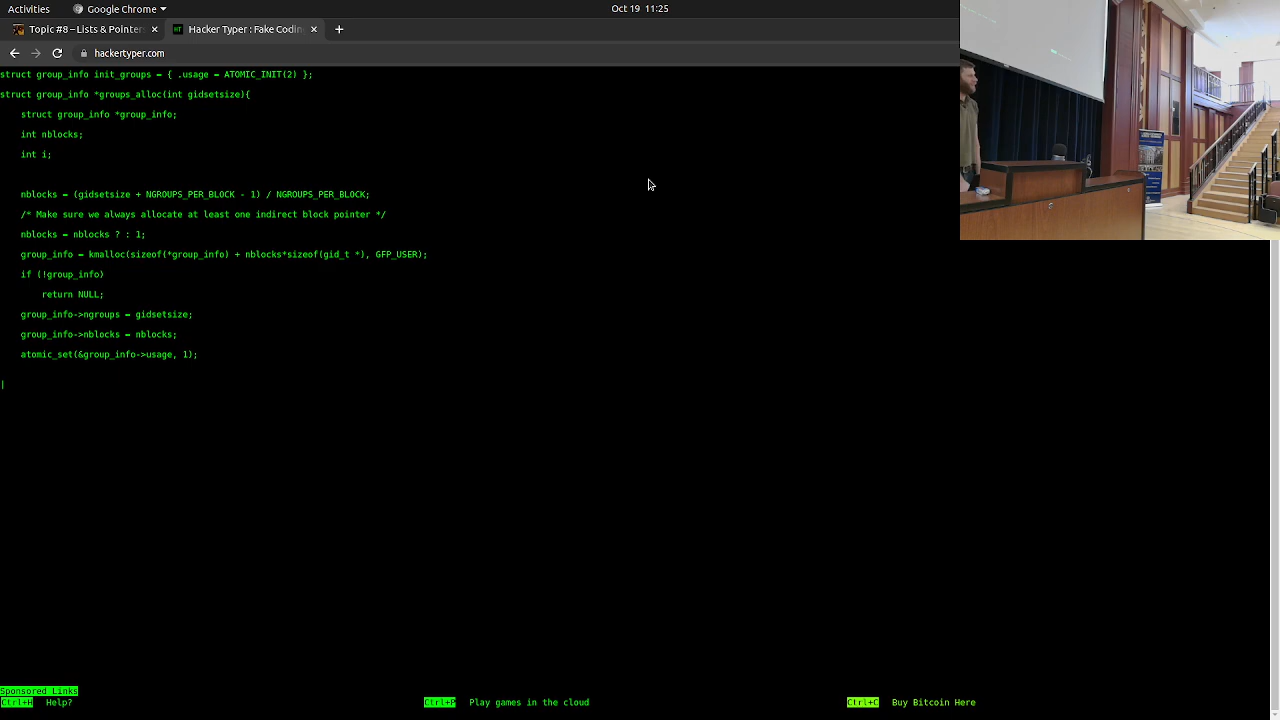 Activities
Google Chrome
Oct 19 11:25
Topic #8 – Lists & Pointers
Hacker Typer : Fake Codin
hackertyper.com
struct group_info init_groups = { .usage = ATOMIC_INIT(2) };
struct group_info *groups_alloc(int gidsetsize){
    struct group_info *group_info;
    int nblocks;
    int i;
    nblocks = (gidsetsize + NGROUPS_PER_BLOCK - 1) / NGROUPS_PER_BLOCK;
    /* Make sure we always allocate at least one indirect block pointer */
    nblocks = nblocks ? : 1;
    group_info = kmalloc(sizeof(*group_info) + nblocks*sizeof(gid_t *), GFP_USER);
    if (!group_info)
        return NULL;
    group_info->ngroups = gidsetsize;
    group_info->nblocks = nblocks;
    atomic_set(&group_info->usage, 1);
Sponsored Links
Ctrl+H Help?
Ctrl+P Play games in the cloud
Ctrl+C Buy Bitcoin Here